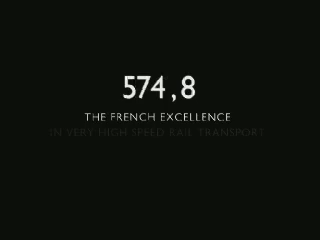 574,8
THE FRENCH EXCELLENCE
IN VERY HIGH SPEED RAIL TRANSPORT